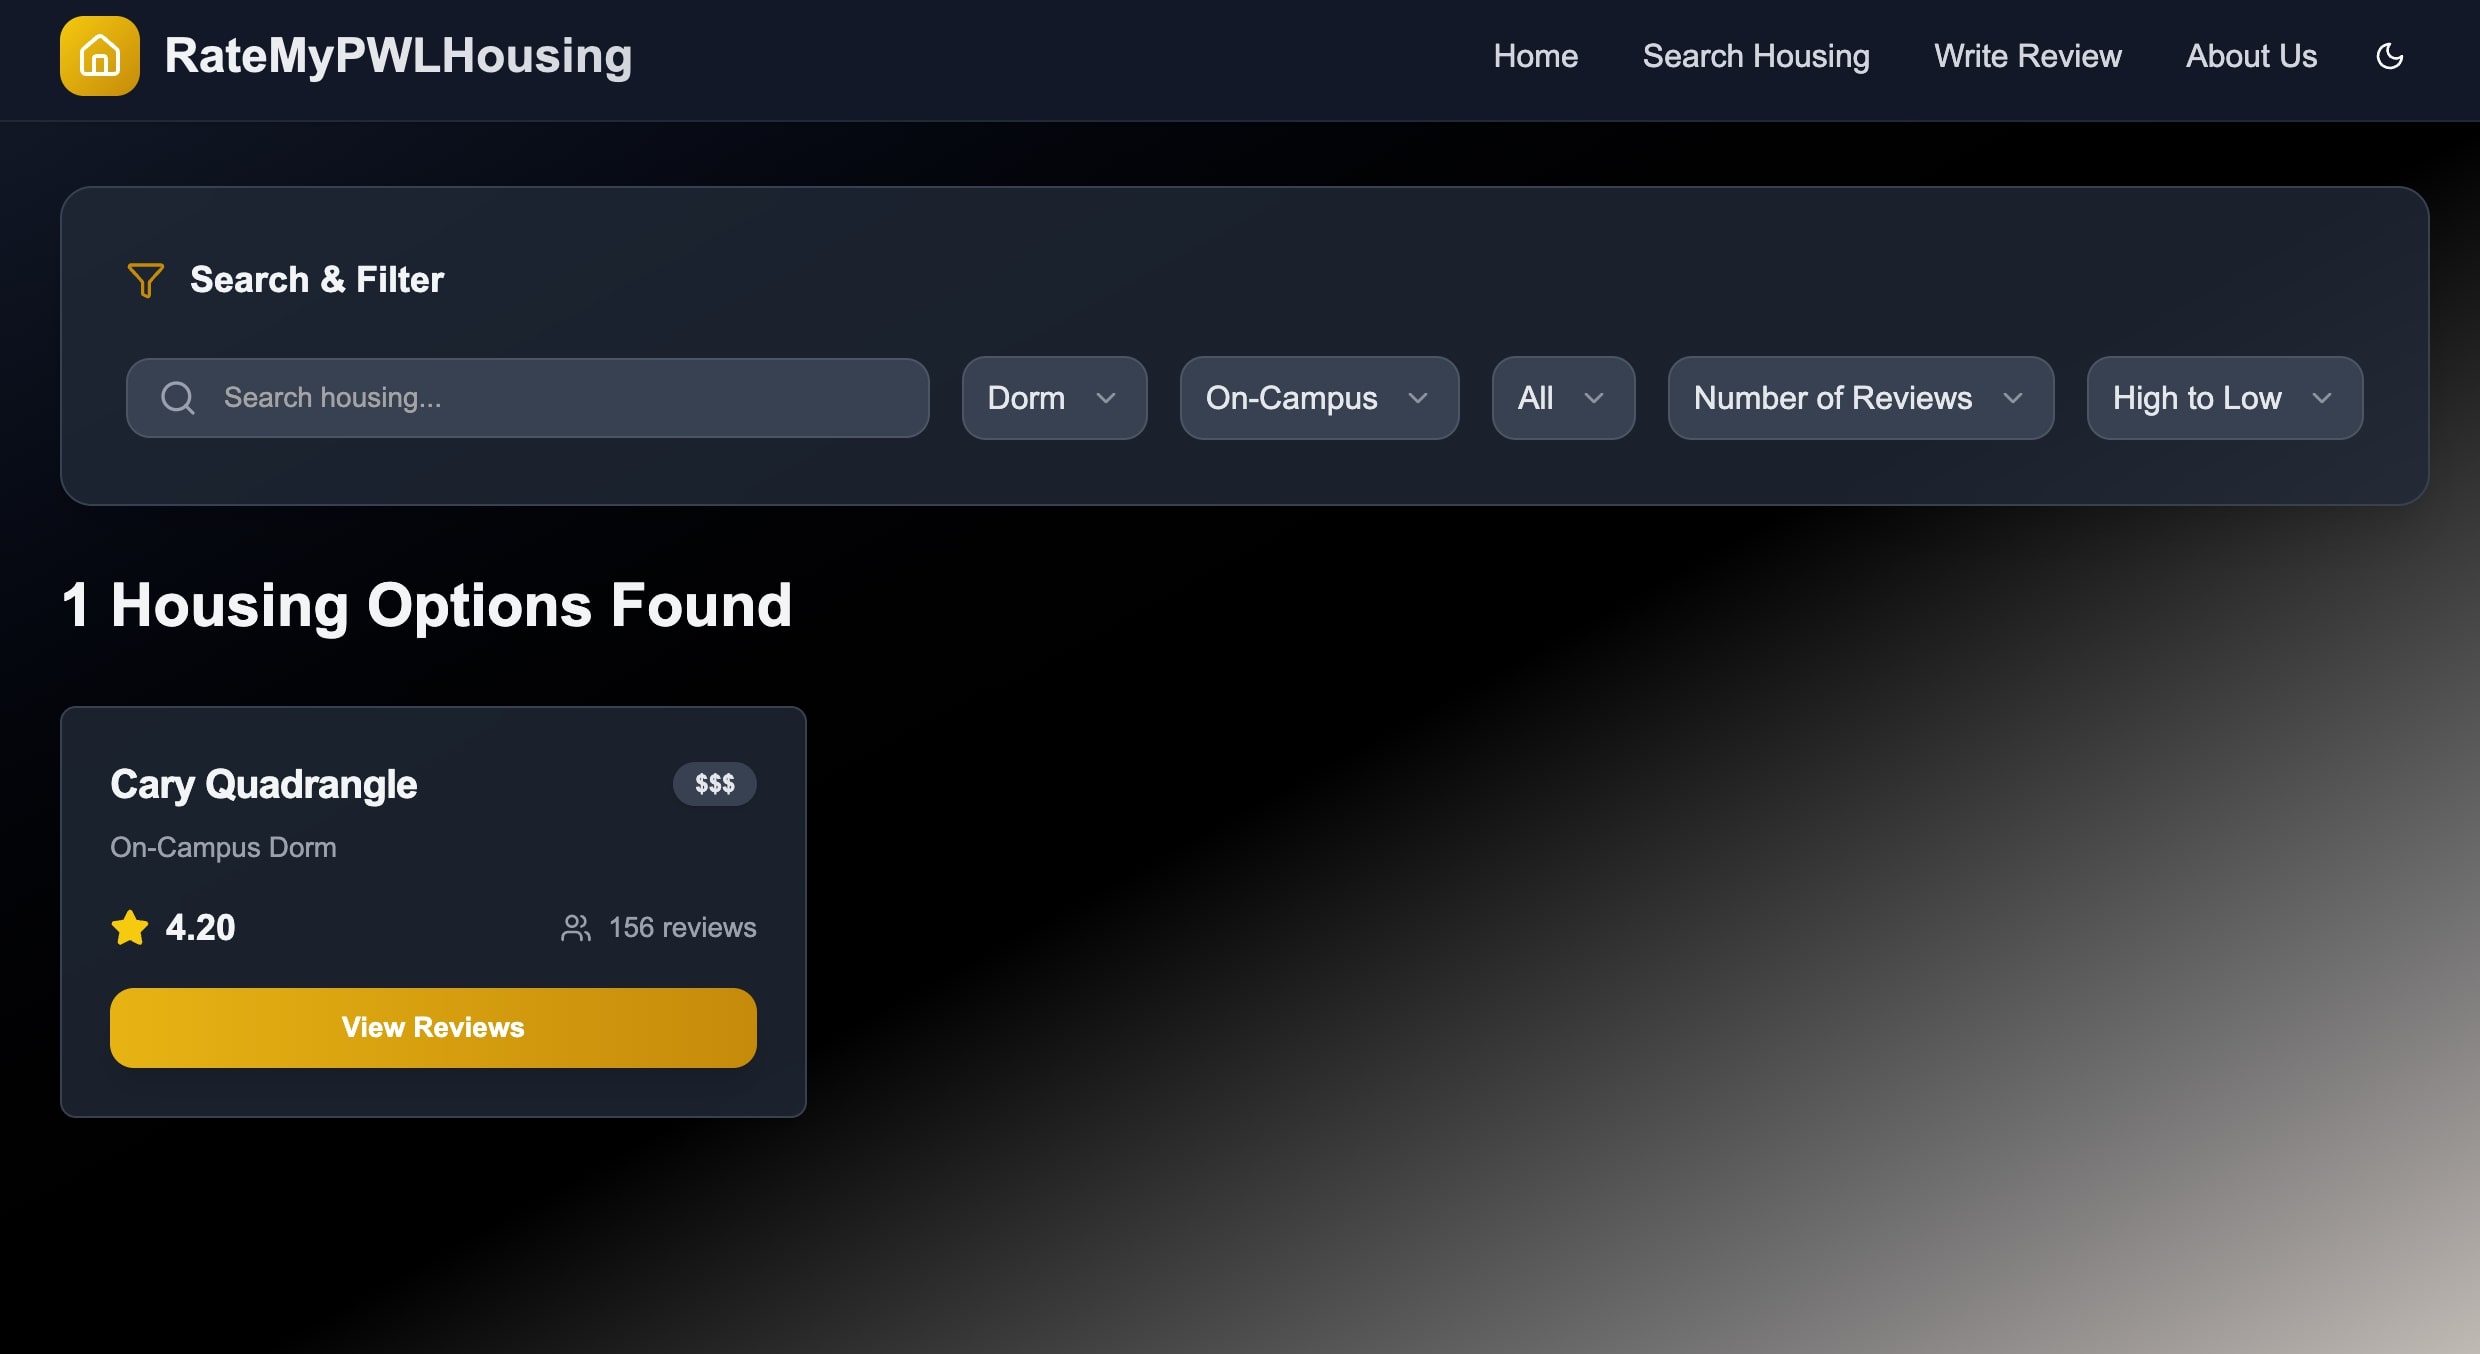 RateMyPWLHousing
Home
Search Housing
Write Review
About Us
Search & Filter
Search housing...
Dorm
On-Campus
All
Number of Reviews
High to Low
1 Housing Options Found
Cary Quadrangle
$$$
On-Campus Dorm
4.20
156 reviews
View Reviews